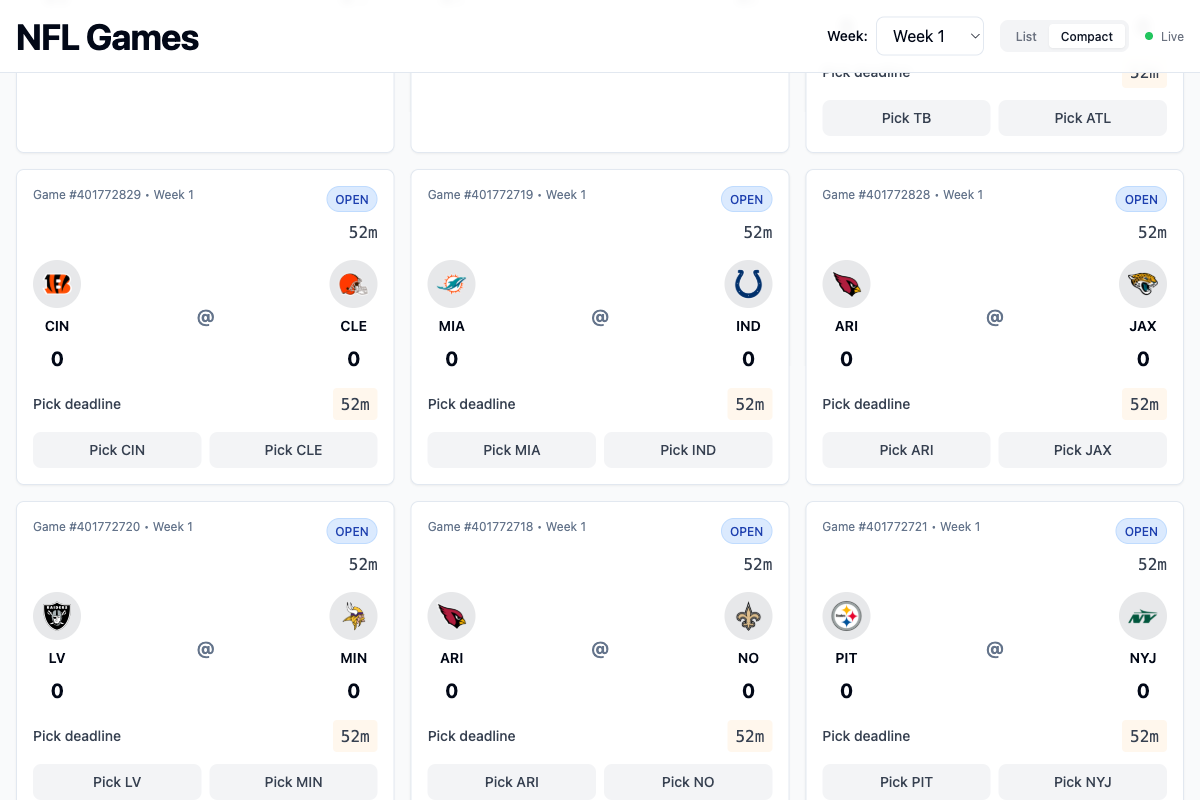 NFL Games
Week: Week 1 List Compact Live
Pick deadline 52m
Pick TB Pick ATL
Game #401772829 • Week 1 OPEN
52m
@
CIN CLE
0 0
Pick deadline 52m
Pick CIN Pick CLE
Game #401772719 • Week 1 OPEN
52m
@
MIA IND
0 0
Pick deadline 52m
Pick MIA Pick IND
Game #401772828 • Week 1 OPEN
52m
@
ARI JAX
0 0
Pick deadline 52m
Pick ARI Pick JAX
Game #401772720 • Week 1 OPEN
52m
RAIDERS
@
LV MIN
0 0
Pick deadline 52m
Pick LV Pick MIN
Game #401772718 • Week 1 OPEN
52m
@
ARI NO
0 0
Pick deadline 52m
Pick ARI Pick NO
Game #401772721 • Week 1 OPEN
52m
NY
@
PIT NYJ
0 0
Pick deadline 52m
Pick PIT Pick NYJ